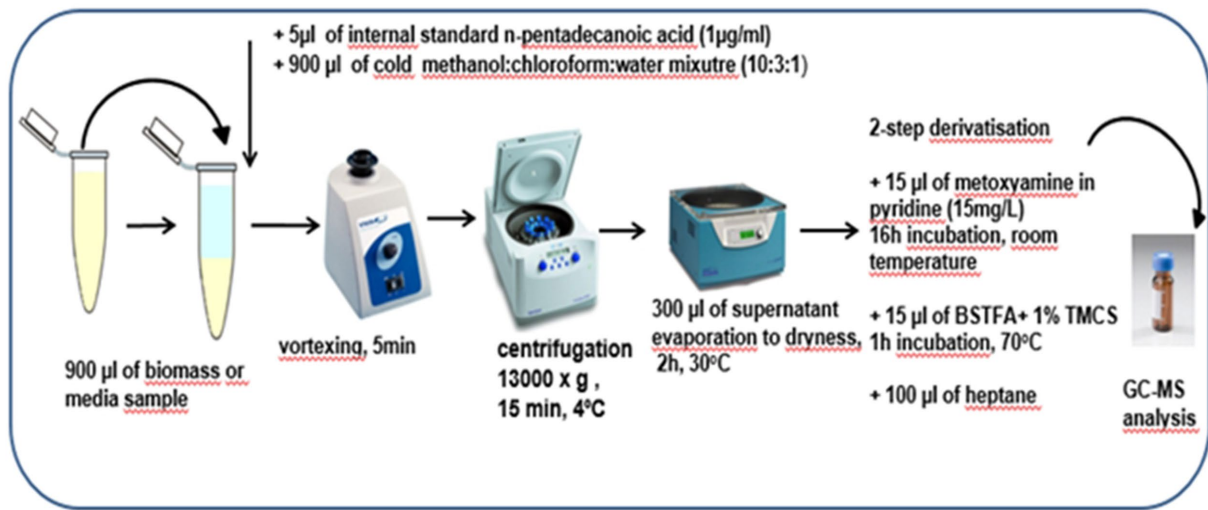 + 5µl of internal standard n-pentadecanoic acid (1µg/ml)
+ 900 µl of cold methanol:chloroform:water mixutre (10:3:1)
900 µl of biomass or
media sample
vortexing, 5min
centrifugation
13000 x g ,
15 min, 4ºC
300 µl of supernatant
evaporation to dryness,
2h, 30ºC
2-step derivatisation
+ 15 µl of metoxyamine in
pyridine (15mg/L)
16h incubation, room
temperature
+ 15 µl of BSTFA+ 1% TMCS
1h incubation, 70ºC
+ 100 µl of heptane
GC-MS
analysis